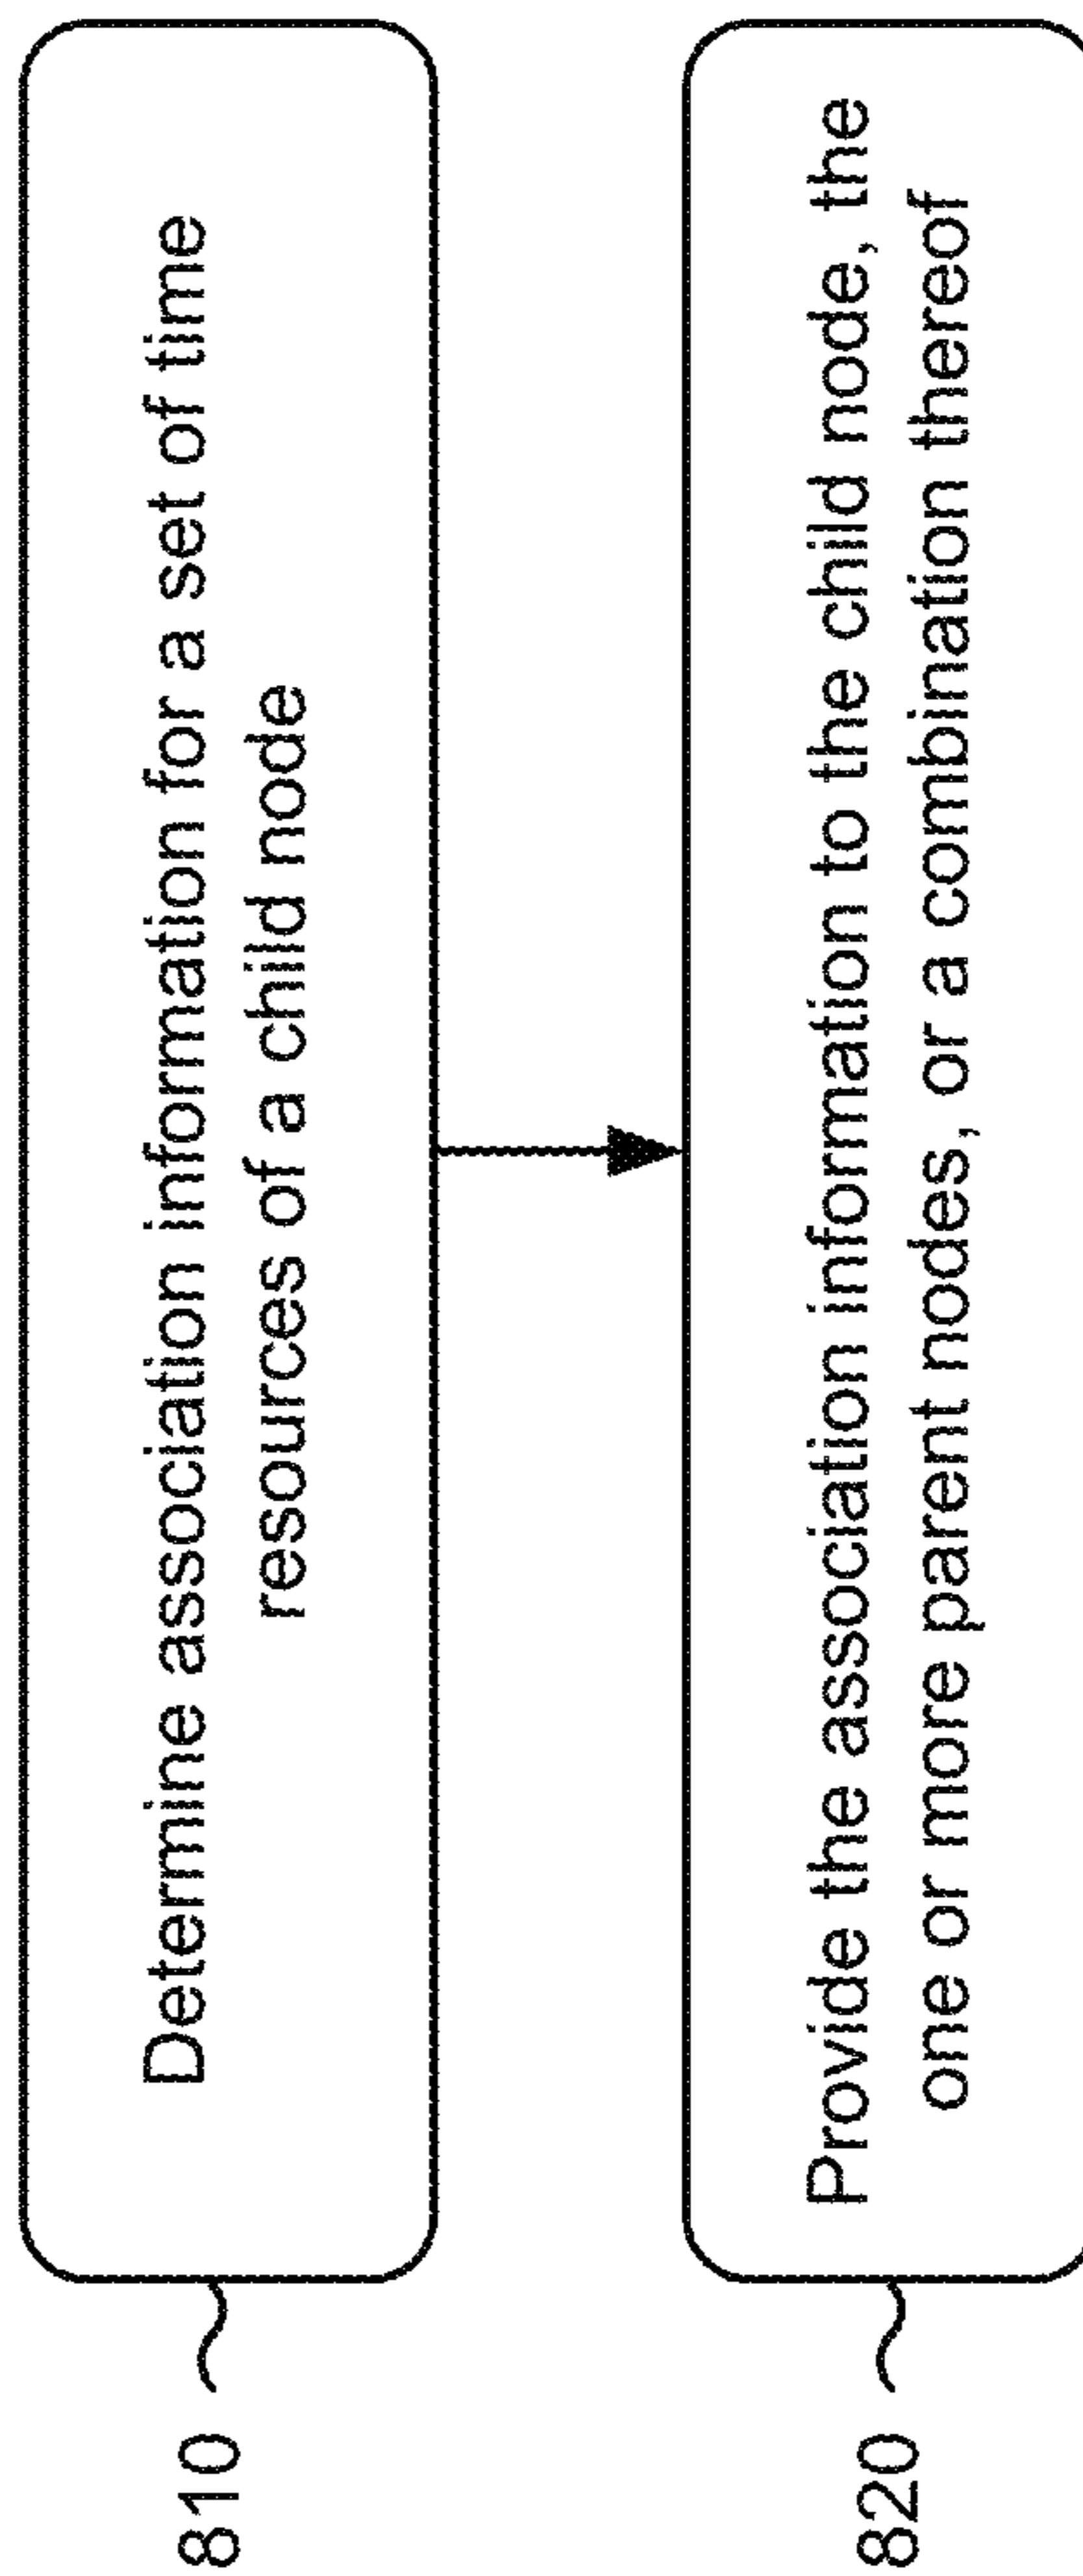 810
Determine association information for a set of time
resources of a child node
820
Provide the association information to the child node, the
one or more parent nodes, or a combination thereof